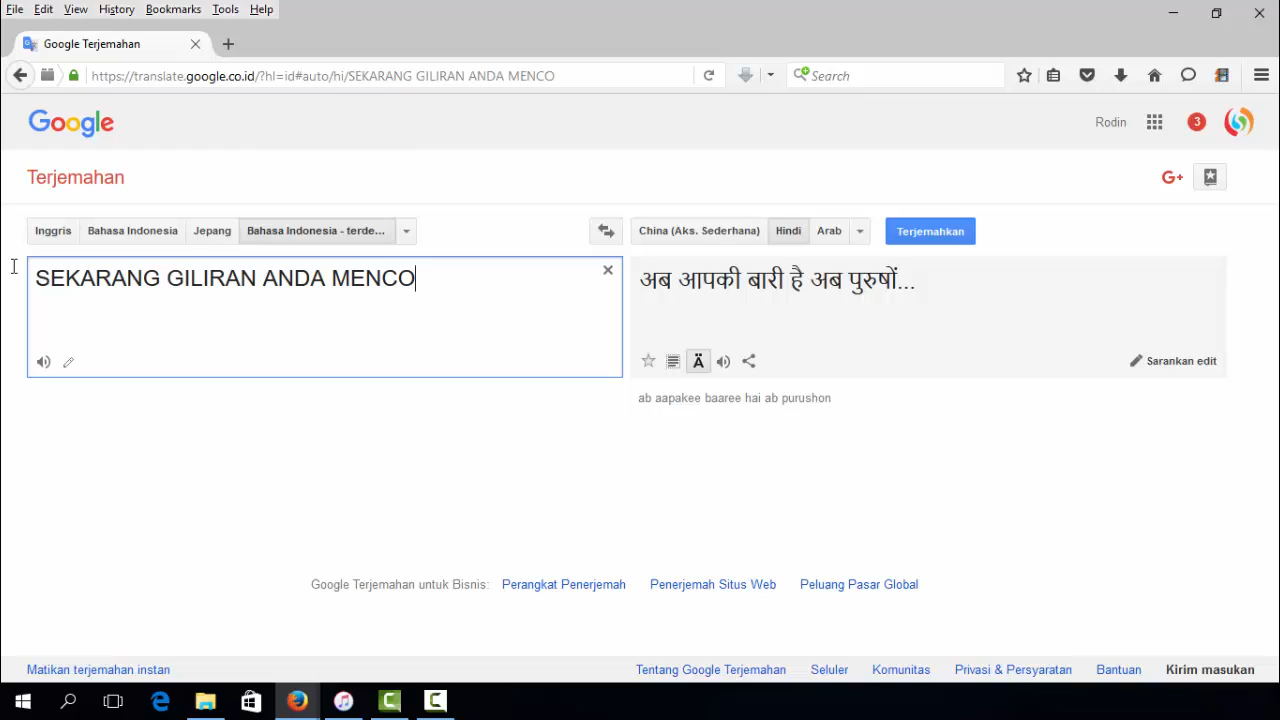 File Edit View History Bookmarks Tools Help
Google Terjemahan
https://translate.google.co.id/?hl=id#auto/hi/SEKARANG GILIRAN ANDA MENCO
Search
Google
Rodin
3
Terjemahan
G+
Inggris Bahasa Indonesia Jepang Bahasa Indonesia - terde...
China (Aks. Sederhana) Hindi Arab
Terjemahkan
SEKARANG GILIRAN ANDA MENCO
अब आपकी बारी है अब पुरुषों...
Ä
Sarankan edit
ab aapakee baaree hai ab purushon
Google Terjemahan untuk Bisnis: Perangkat Penerjemah Penerjemah Situs Web Peluang Pasar Global
Matikan terjemahan instan
Tentang Google Terjemahan Seluler Komunitas Privasi & Persyaratan Bantuan Kirim masukan